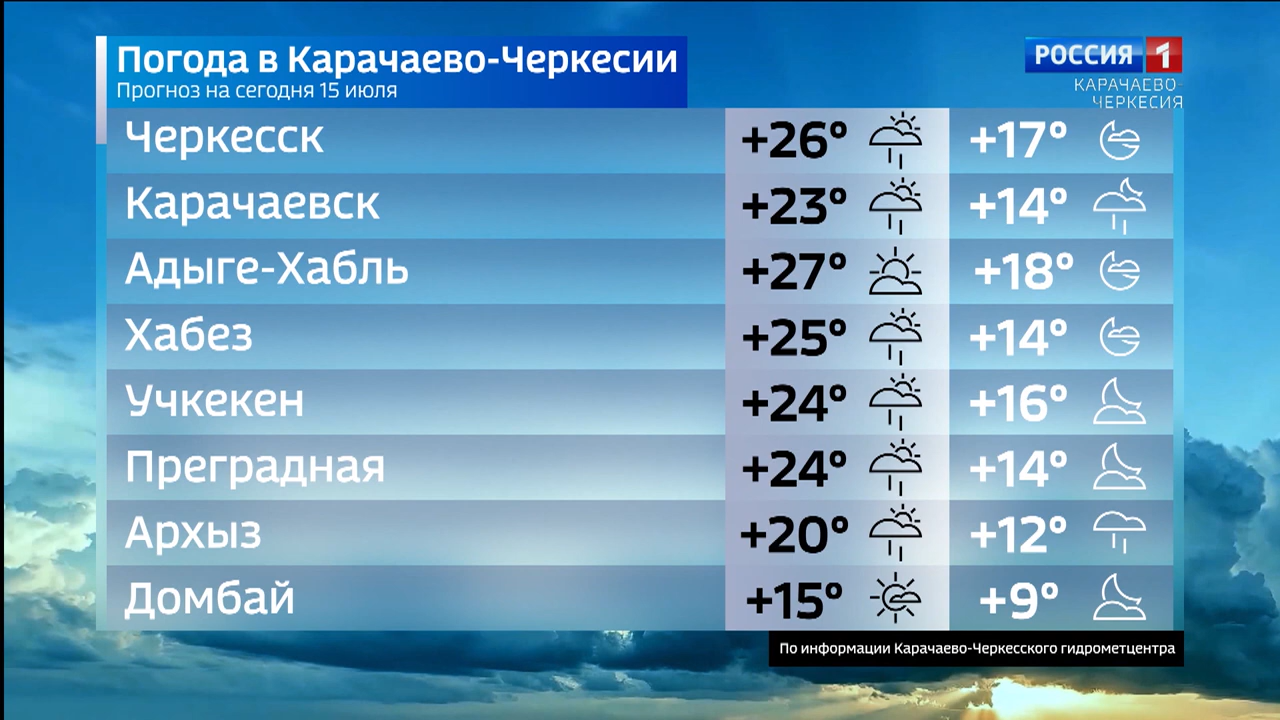 Погода в Карачаево-Черкесии
Прогноз на сегодня 15 июля
РОССИЯ 1
КАРАЧАЕВО-
ЧЕРКЕСИЯ
Черкесск +26° +17°
Карачаевск +23° +14°
Адыге-Хабль +27° +18°
Хабез +25° +14°
Учкекен +24° +16°
Преградная +24° +14°
Архыз +20° +12°
Домбай +15° +9°
По информации Карачаево-Черкесского гидрометцентра